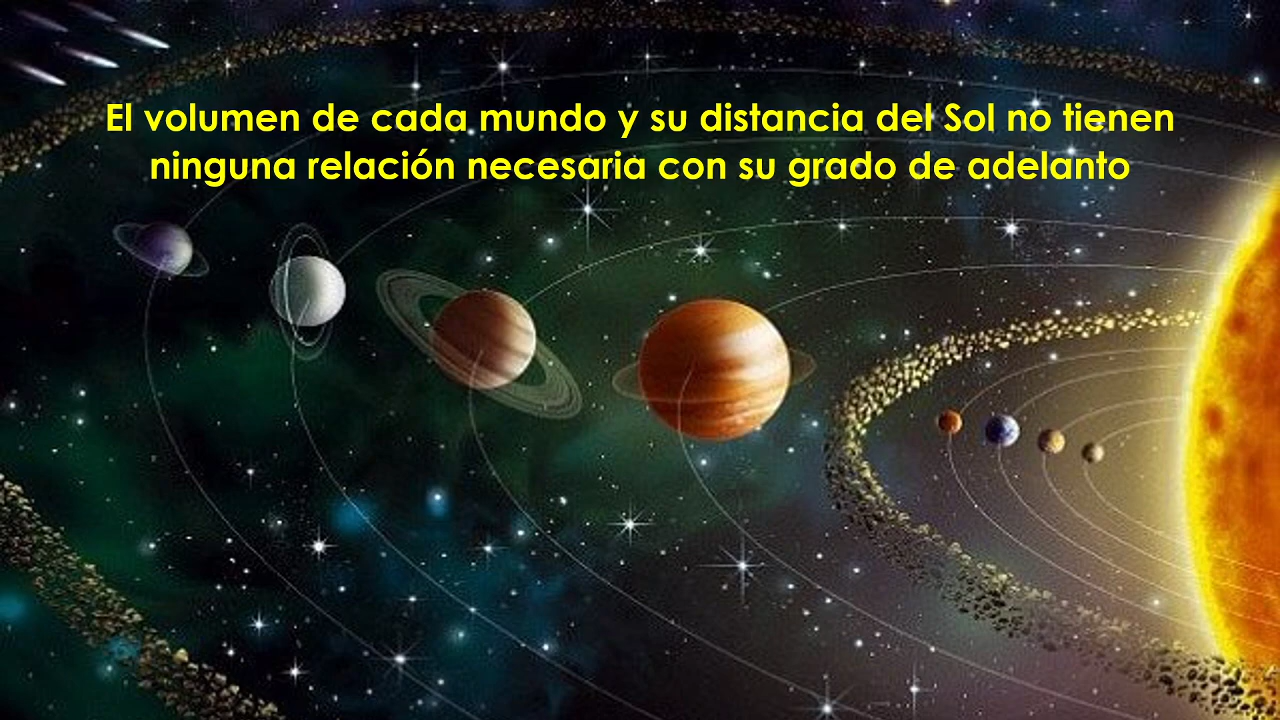 El volumen de cada mundo y su distancia del Sol no tienen
ninguna relación necesaria con su grado de adelanto